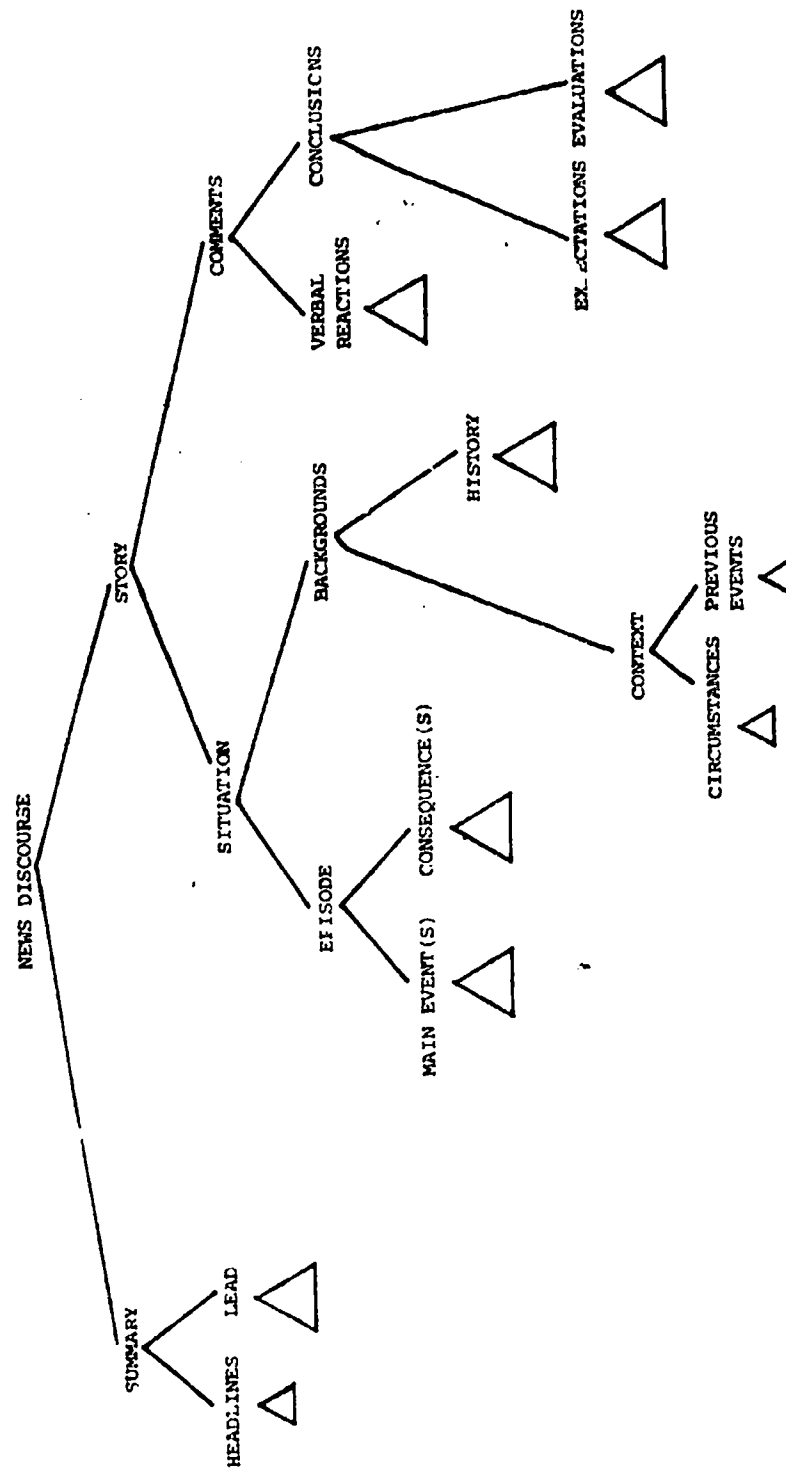 NEWS DISCOURSE
SUMMARY
STORY
HEADLINES
LEAD
SITUATION
COMMENTS
EPISODE
BACKGROUNDS
VERBAL
REACTIONS
CONCLUSIONS
MAIN EVENT(S)
CONSEQUENCE(S)
HISTORY
EVALUATIONS
CONTEXT
CIRCUMSTANCES
PREVIOUS
EVENTS